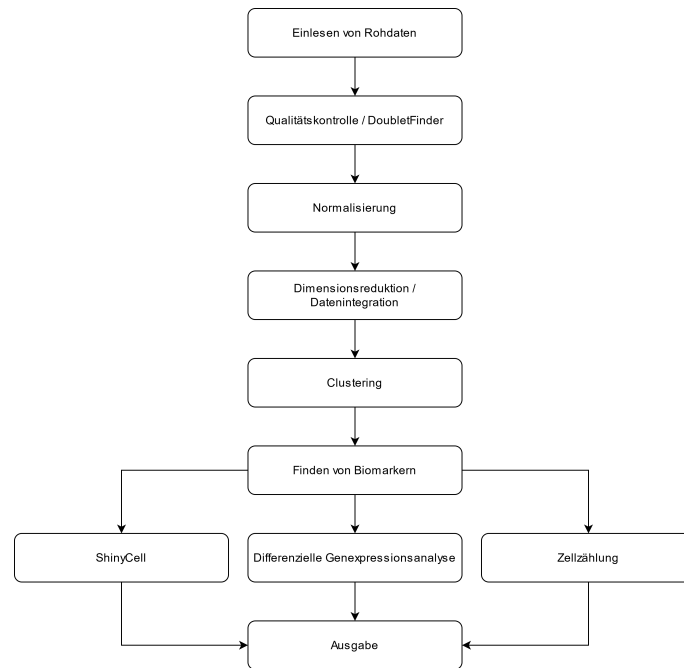 Einlesen von Rohdaten
Qualitätskontrolle / DoubletFinder
Normalisierung
Dimensionsreduktion /
Datenintegration
Clustering
Finden von Biomarkern
ShinyCell
Differenzielle Genexpressionsanalyse
Zellzählung
Ausgabe